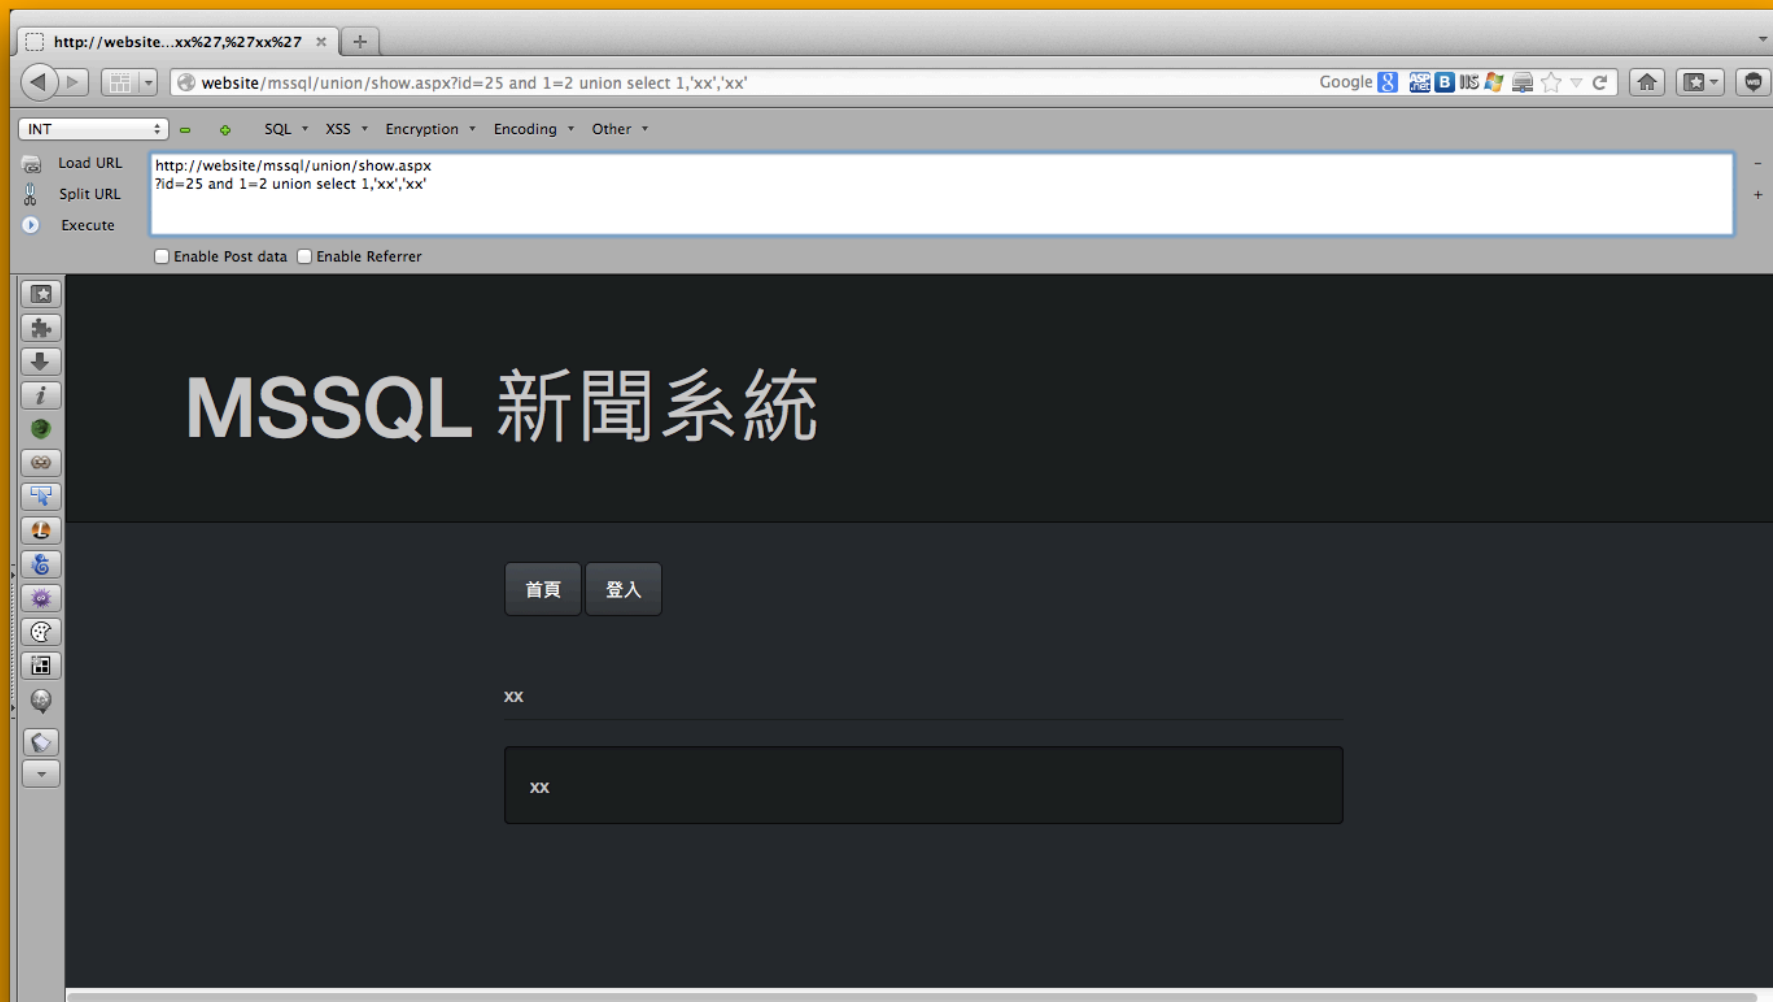 http://website...xx%27,%27xx%27
website/mssql/union/show.aspx?id=25 and 1=2 union select 1,'xx','xx'
Google
INT
SQL XSS Encryption Encoding Other
Load URL
http://website/mssql/union/show.aspx
?id=25 and 1=2 union select 1,'xx','xx'
Split URL
Execute
Enable Post data Enable Referrer
MSSQL 新聞系統
首頁 登入
xx
xx